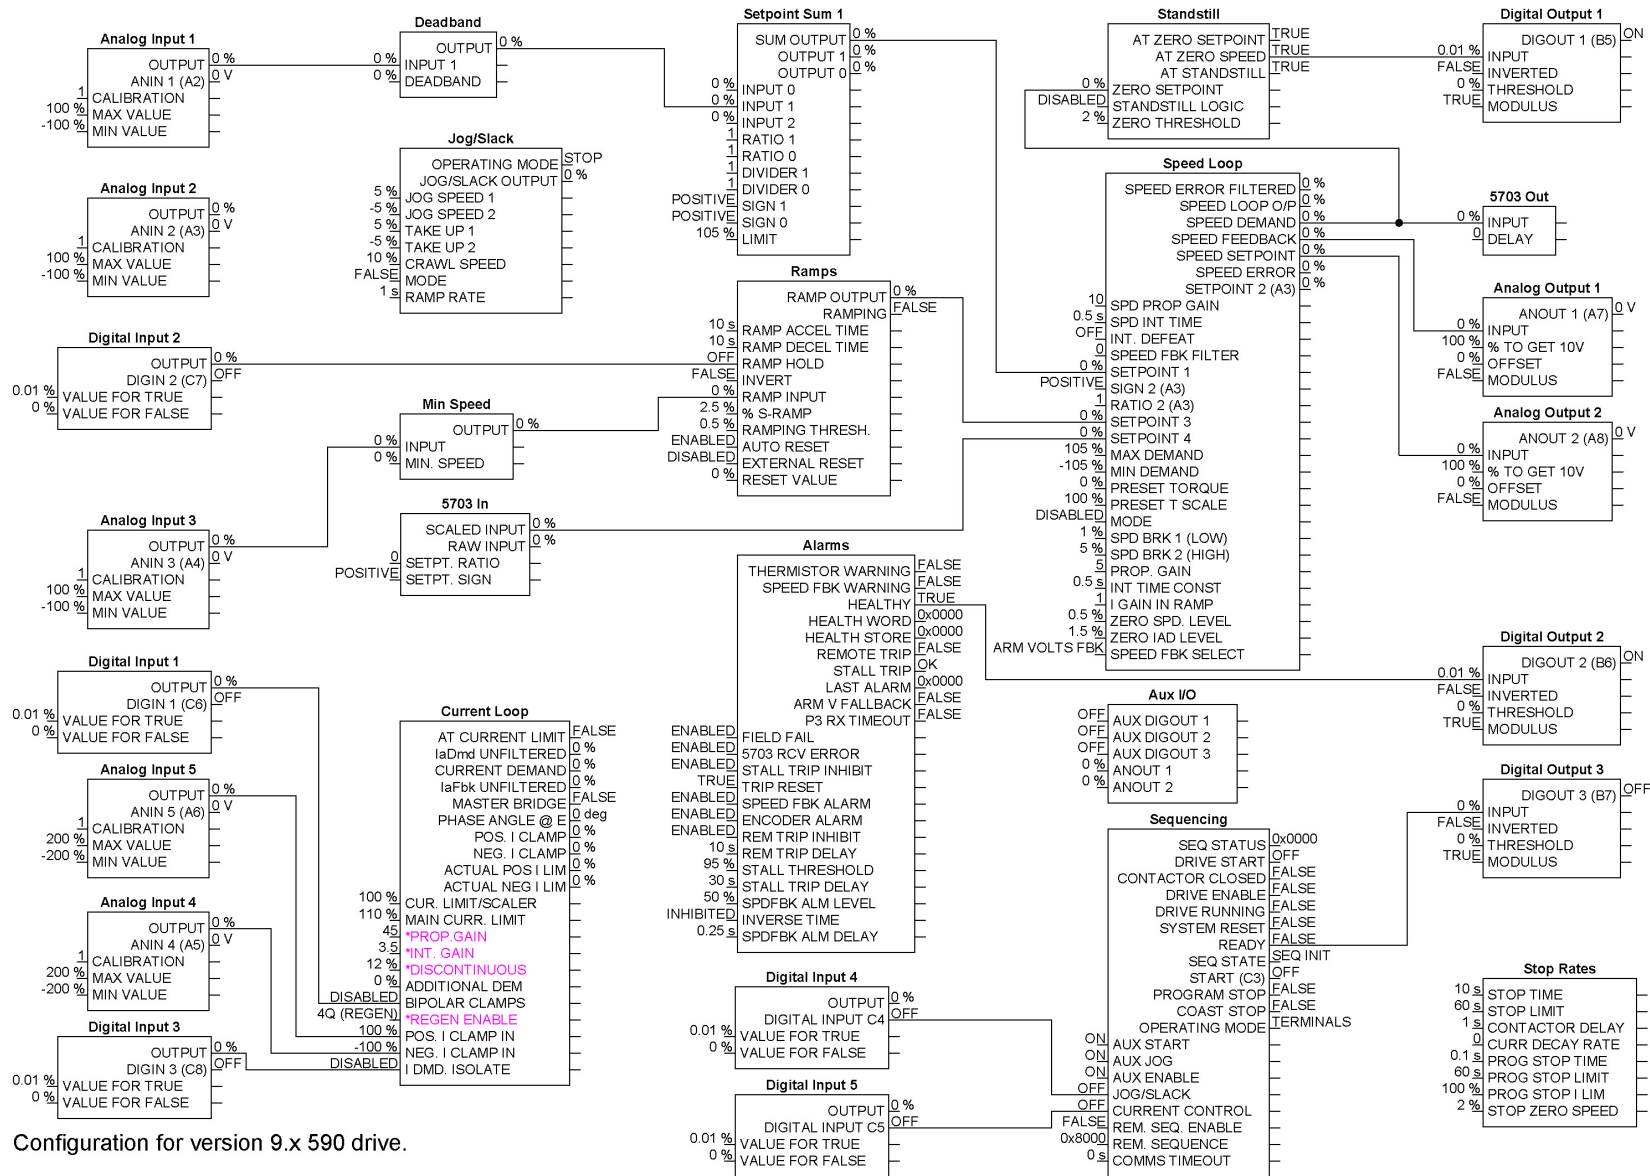 Analog Input 1
OUTPUT 0 %
ANIN 1 (A2) 0 V
1 CALIBRATION
100 % MAX VALUE
-100 % MIN VALUE
Analog Input 2
OUTPUT 0 %
ANIN 2 (A3) 0 V
1 CALIBRATION
100 % MAX VALUE
-100 % MIN VALUE
Digital Input 2
OUTPUT 0 %
DIGIN 2 (C7) OFF
0.01 % VALUE FOR TRUE
0 % VALUE FOR FALSE
Analog Input 3
OUTPUT 0 %
ANIN 3 (A4) 0 V
1 CALIBRATION
100 % MAX VALUE
-100 % MIN VALUE
Digital Input 1
OUTPUT 0 %
DIGIN 1 (C6) OFF
0.01 % VALUE FOR TRUE
0 % VALUE FOR FALSE
Analog Input 5
OUTPUT 0 %
ANIN 5 (A6) 0 V
1 CALIBRATION
200 % MAX VALUE
-200 % MIN VALUE
Analog Input 4
OUTPUT 0 %
ANIN 4 (A5) 0 V
1 CALIBRATION
200 % MAX VALUE
-200 % MIN VALUE
Digital Input 3
OUTPUT 0 %
DIGIN 3 (C8) OFF
0.01 % VALUE FOR TRUE
0 % VALUE FOR FALSE
Deadband
OUTPUT 0 %
0 % INPUT 1
0 % DEADBAND
Jog/Slack
OPERATING MODE STOP
JOG/SLACK OUTPUT 0 %
5 % JOG SPEED 1
-5 % JOG SPEED 2
5 % TAKE UP 1
-5 % TAKE UP 2
10 % CRAWL SPEED
FALSE MODE
1 s RAMP RATE
Min Speed
OUTPUT 0 %
0 % INPUT
0 % MIN. SPEED
5703 In
SCALED INPUT 0 %
RAW INPUT 0 %
0 SETPT. RATIO
POSITIVE SETPT. SIGN
Current Loop
AT CURRENT LIMIT FALSE
IaDmd UNFILTERED 0 %
CURRENT DEMAND 0 %
IaFbk UNFILTERED 0 %
MASTER BRIDGE FALSE
PHASE ANGLE @ E 0 deg
POS. I CLAMP 0 %
NEG. I CLAMP 0 %
ACTUAL POS I LIM 0 %
ACTUAL NEG I LIM 0 %
100 % CUR. LIMIT/SCALER
110 % MAIN CURR. LIMIT
45 *PROP.GAIN
3.5 *INT. GAIN
12 % *DISCONTINUOUS
0 % ADDITIONAL DEM
DISABLED BIPOLAR CLAMPS
4Q (REGEN) *REGEN ENABLE
100 % POS. I CLAMP IN
-100 % NEG. I CLAMP IN
DISABLED I DMD. ISOLATE
Setpoint Sum 1
SUM OUTPUT 0 %
OUTPUT 1 0 %
OUTPUT 0 0 %
0 % INPUT 0
0 % INPUT 1
0 % INPUT 2
1 RATIO 1
1 RATIO 0
1 DIVIDER 1
1 DIVIDER 0
POSITIVE SIGN 1
POSITIVE SIGN 0
105 % LIMIT
Ramps
RAMP OUTPUT 0 %
RAMPING FALSE
10 s RAMP ACCEL TIME
10 s RAMP DECEL TIME
OFF RAMP HOLD
FALSE INVERT
0 % RAMP INPUT
2.5 % % S-RAMP
0.5 % RAMPING THRESH.
ENABLED AUTO RESET
DISABLED EXTERNAL RESET
0 % RESET VALUE
Alarms
THERMISTOR WARNING FALSE
SPEED FBK WARNING FALSE
HEALTHY TRUE
HEALTH WORD 0x0000
HEALTH STORE 0x0000
REMOTE TRIP FALSE
STALL TRIP OK
LAST ALARM 0x0000
ARM V FALLBACK FALSE
P3 RX TIMEOUT FALSE
ENABLED FIELD FAIL
ENABLED 5703 RCV ERROR
ENABLED STALL TRIP INHIBIT
TRUE TRIP RESET
ENABLED SPEED FBK ALARM
ENABLED ENCODER ALARM
ENABLED REM TRIP INHIBIT
10 s REM TRIP DELAY
95 % STALL THRESHOLD
30 s STALL TRIP DELAY
50 % SPDFBK ALM LEVEL
INHIBITED INVERSE TIME
0.25 s SPDFBK ALM DELAY
Digital Input 4
OUTPUT 0 %
DIGITAL INPUT C4 OFF
0.01 % VALUE FOR TRUE
0 % VALUE FOR FALSE
Digital Input 5
OUTPUT 0 %
DIGITAL INPUT C5 OFF
0.01 % VALUE FOR TRUE
0 % VALUE FOR FALSE
Standstill
AT ZERO SETPOINT TRUE
AT ZERO SPEED TRUE
AT STANDSTILL TRUE
0 % ZERO SETPOINT
DISABLED STANDSTILL LOGIC
2 % ZERO THRESHOLD
Speed Loop
SPEED ERROR FILTERED 0 %
SPEED LOOP O/P 0 %
SPEED DEMAND 0 %
SPEED FEEDBACK 0 %
SPEED SETPOINT 0 %
SPEED ERROR 0 %
SETPOINT 2 (A3) 0 %
10 SPD PROP GAIN
0.5 s SPD INT TIME
OFF INT. DEFEAT
0 SPEED FBK FILTER
0 % SETPOINT 1
POSITIVE SIGN 2 (A3)
1 RATIO 2 (A3)
0 % SETPOINT 3
0 % SETPOINT 4
105 % MAX DEMAND
-105 % MIN DEMAND
0 % PRESET TORQUE
100 % PRESET T SCALE
DISABLED MODE
1 % SPD BRK 1 (LOW)
5 % SPD BRK 2 (HIGH)
5 PROP. GAIN
0.5 s INT TIME CONST
1 I GAIN IN RAMP
0.5 % ZERO SPD. LEVEL
1.5 % ZERO IAD LEVEL
ARM VOLTS FBK SPEED FBK SELECT
Aux I/O
OFF AUX DIGOUT 1
OFF AUX DIGOUT 2
OFF AUX DIGOUT 3
0 % ANOUT 1
0 % ANOUT 2
Sequencing
SEQ STATUS 0x0000
DRIVE START OFF
CONTACTOR CLOSED FALSE
DRIVE ENABLE FALSE
DRIVE RUNNING FALSE
SYSTEM RESET FALSE
READY FALSE
SEQ STATE SEQ INIT
START (C3) OFF
PROGRAM STOP FALSE
COAST STOP FALSE
OPERATING MODE TERMINALS
ON AUX START
ON AUX JOG
ON AUX ENABLE
OFF JOG/SLACK
OFF CURRENT CONTROL
FALSE REM. SEQ. ENABLE
0x8000 REM. SEQUENCE
0 s COMMS TIMEOUT
Digital Output 1
DIGOUT 1 (B5) ON
0.01 % INPUT
FALSE INVERTED
0 % THRESHOLD
TRUE MODULUS
5703 Out
0 % INPUT
0 DELAY
Analog Output 1
ANOUT 1 (A7) 0 V
0 % INPUT
100 % % TO GET 10V
0 % OFFSET
FALSE MODULUS
Analog Output 2
ANOUT 2 (A8) 0 V
0 % INPUT
100 % % TO GET 10V
0 % OFFSET
FALSE MODULUS
Digital Output 2
DIGOUT 2 (B6) ON
0.01 % INPUT
FALSE INVERTED
0 % THRESHOLD
TRUE MODULUS
Digital Output 3
DIGOUT 3 (B7) OFF
0 % INPUT
FALSE INVERTED
0 % THRESHOLD
TRUE MODULUS
Stop Rates
10 s STOP TIME
60 s STOP LIMIT
1 s CONTACTOR DELAY
0 CURR DECAY RATE
0.1 s PROG STOP TIME
60 s PROG STOP LIMIT
100 % PROG STOP I LIM
2 % STOP ZERO SPEED
Configuration for version 9.x 590 drive.